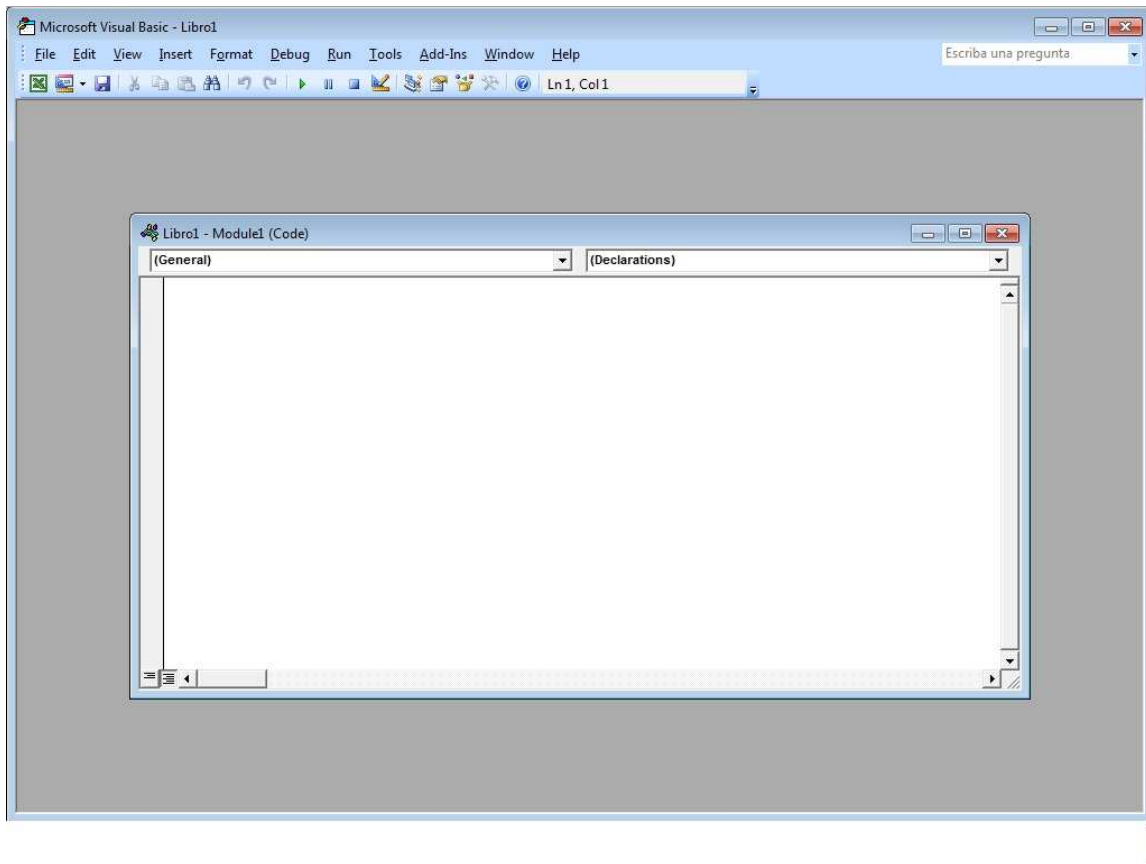 Microsoft Visual Basic - Libro1
File Edit View Insert Format Debug Run Tools Add-Ins Window Help Escriba una pregunta
Ln 1, Col 1
Libro1 - Module1 (Code)
(General) (Declarations)